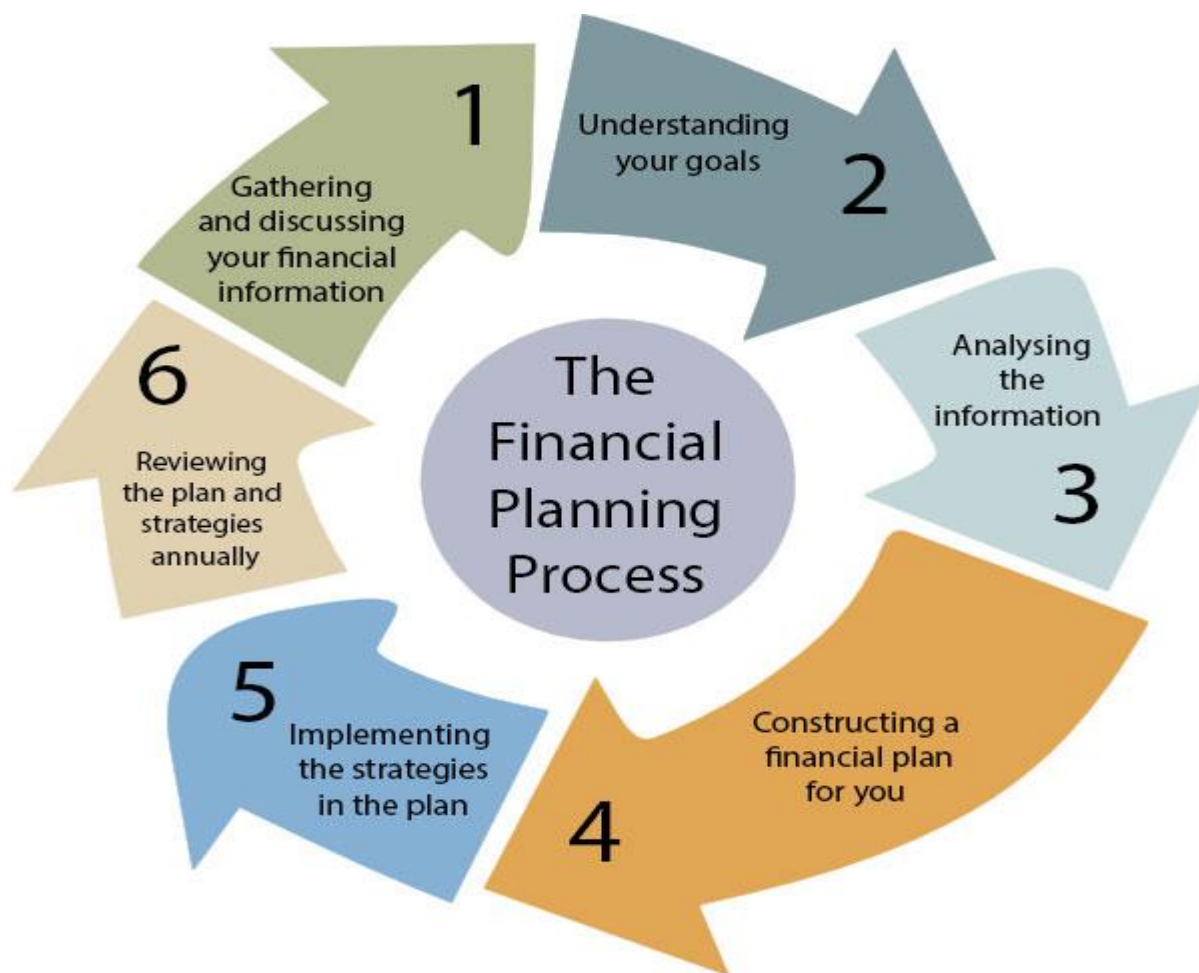 The
Financial
Planning
Process
1
Gathering
and discussing
your financial
information
Understanding
your goals
2
Analysing
the
information
3
Constructing a
financial plan
for you
4
5
Implementing
the strategies
in the plan
6
Reviewing
the plan and
strategies
annually